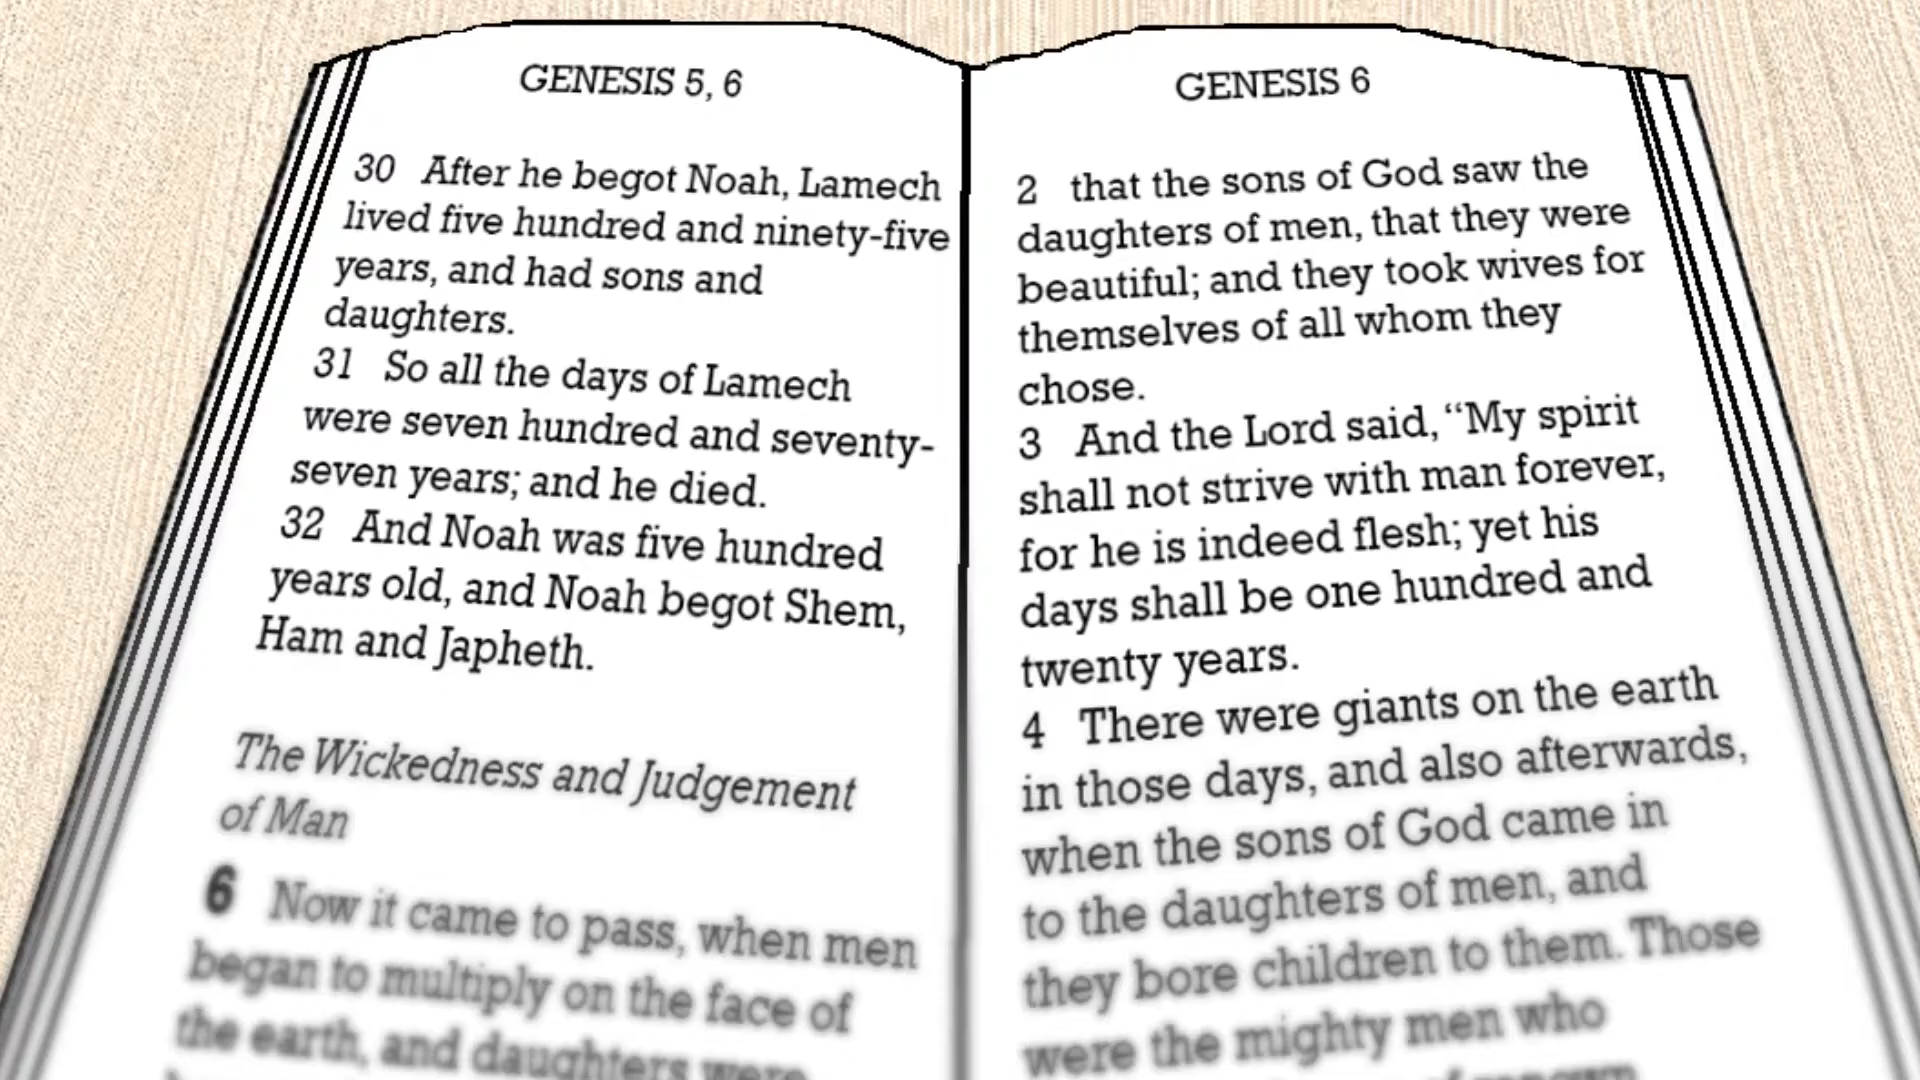 GENESIS 5, 6
30 After he begot Noah, Lamech
lived five hundred and ninety-five
years, and had sons and
daughters.
31 So all the days of Lamech
were seven hundred and seventy-
seven years; and he died.
32 And Noah was five hundred
years old, and Noah begot Shem,
Ham and Japheth.
The Wickedness and Judgement
of Man
6 Now it came to pass, when men
began to multiply on the face of
the earth, and daughters were
GENESIS 6
2 that the sons of God saw the
daughters of men, that they were
beautiful; and they took wives for
themselves of all whom they
chose.
3 And the Lord said, “My spirit
shall not strive with man forever,
for he is indeed flesh; yet his
days shall be one hundred and
twenty years.
4 There were giants on the earth
in those days, and also afterwards,
when the sons of God came in
to the daughters of men, and
they bore children to them. Those
were the mighty men who
of renown